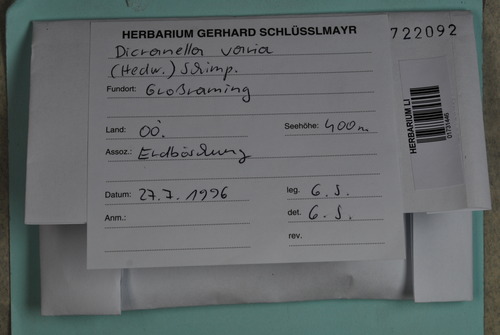 HERBARIUM GERHARD SCHLÜSSLMAYR
722092
Dicranella varia
(Hedw.) Schimp.
Fundort: Großraming
Land: OÖ. Seehöhe: 400m
Assoz.: Erdböschung
Datum: 27.7.1996 leg. G.S.
Anm.: det. G.S.
rev.
HERBARIUM LI